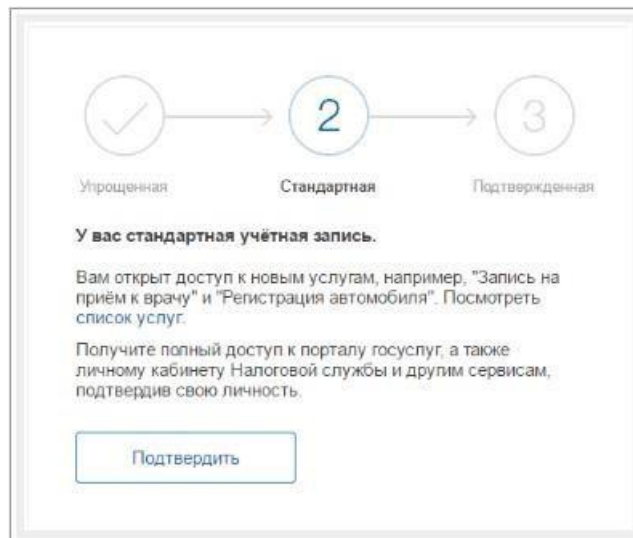 2
3
Упрощенная
Стандартная
Подтвержденная
У вас стандартная учётная запись.
Вам открыт доступ к новым услугам, например, "Запись на
приём к врачу" и "Регистрация автомобиля". Посмотреть
список услуг.
Получите полный доступ к порталу госуслуг, а также
личному кабинету Налоговой службы и другим сервисам,
подтвердив свою личность.
Подтвердить